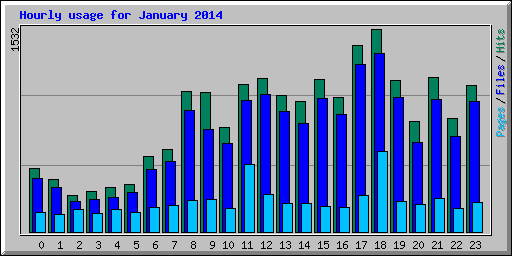 Hourly usage for January 2014
1532
Pages/Files/Hits
0 1 2 3 4 5 6 7 8 9 10 11 12 13 14 15 16 17 18 19 20 21 22 23